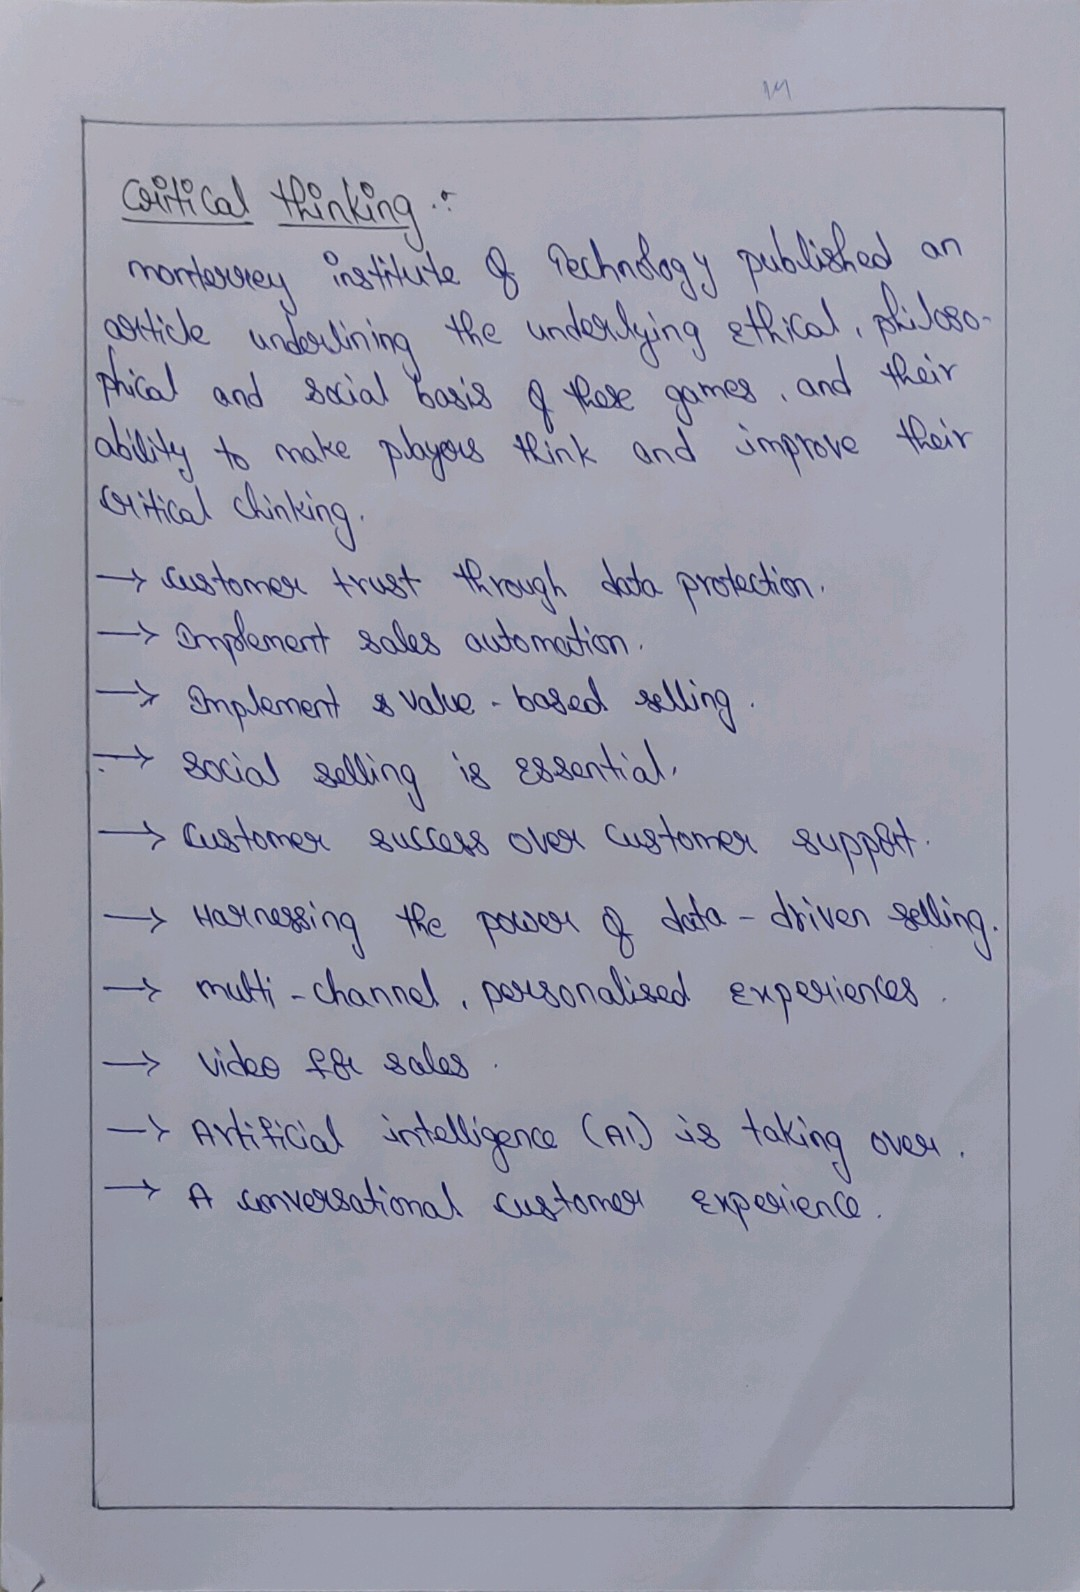 14
Critical thinking :-
monterrey institute of Technology published an
article underlining the underlying ethical, philoso-
phical and social basis of these games, and their
ability to make players think and improve their
critical chinking.
→ customer trust through data protection.
→ Implement sales automation.
→ Implement s value-based selling.
→ social selling is essential.
→ customer success over customer support.
→ Harnessing the power of data-driven selling.
→ multi-channel, personalised experiences.
→ video for sales.
→ Artificial intelligence (AI) is taking over.
→ A conversational customer experience.